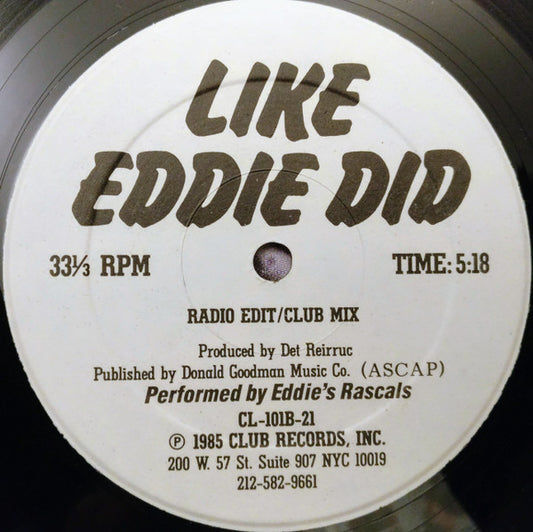 LIKE
EDDIE DID
33⅓ RPM
TIME: 5:18
RADIO EDIT/CLUB MIX
Produced by Det Reirruc
Published by Donald Goodman Music Co. (ASCAP)
Performed by Eddie's Rascals
CL-101B-21
℗ 1985 CLUB RECORDS, INC.
200 W. 57 St. Suite 907 NYC 10019
212-582-9661